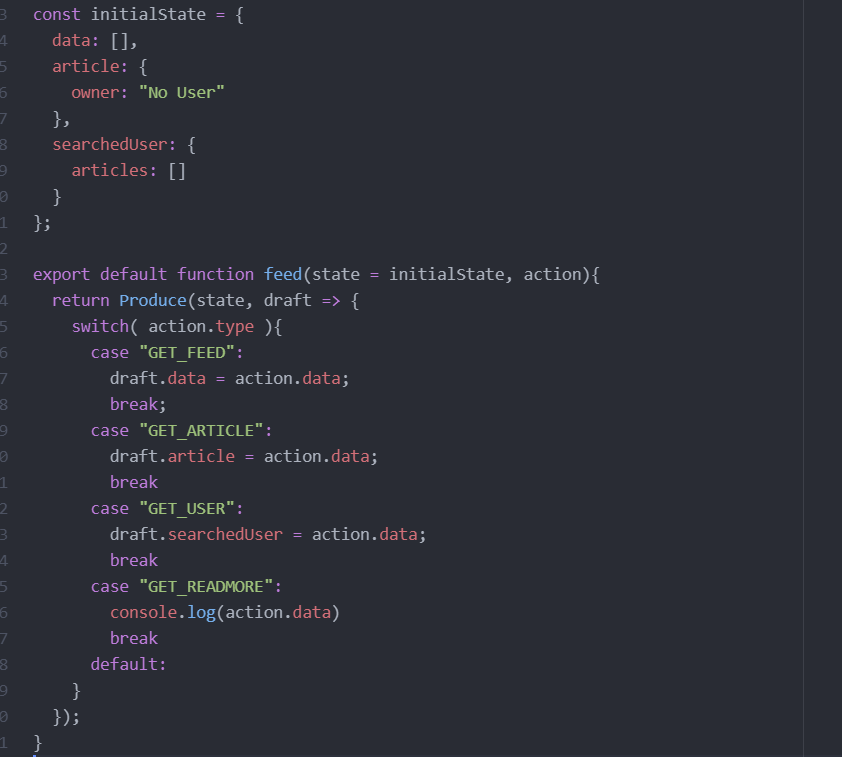 3 const initialState = {
4   data: [],
5   article: {
6     owner: "No User"
7   },
8   searchedUser: {
9     articles: []
0   }
1 };
2
3 export default function feed(state = initialState, action){
4   return Produce(state, draft => {
5     switch( action.type ){
6       case "GET_FEED":
7         draft.data = action.data;
8         break;
9       case "GET_ARTICLE":
0         draft.article = action.data;
1         break
2       case "GET_USER":
3         draft.searchedUser = action.data;
4         break
5       case "GET_READMORE":
6         console.log(action.data)
7         break
8       default:
9     }
0   });
1 }